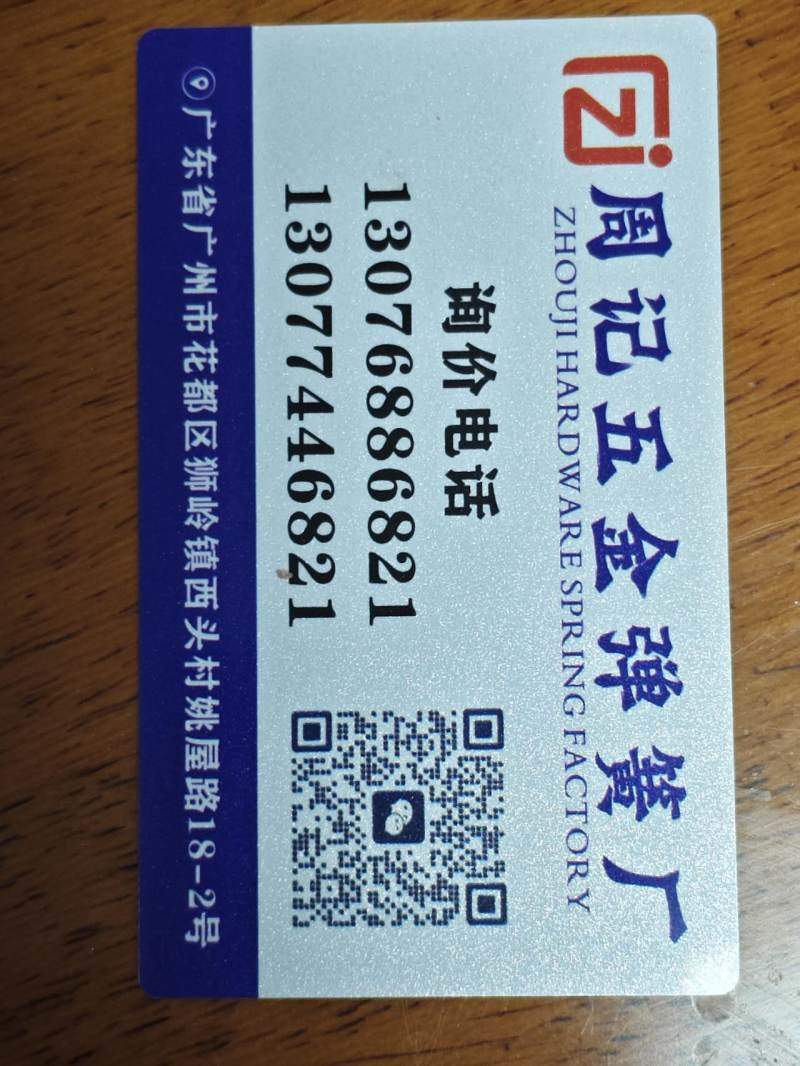 Zi
周记五金弹簧厂
ZHOUJI HARDWARE SPRING FACTORY
询价电话
13076886821
13077446821
广东省广州市花都区狮岭镇西头村姚屋路18-2号